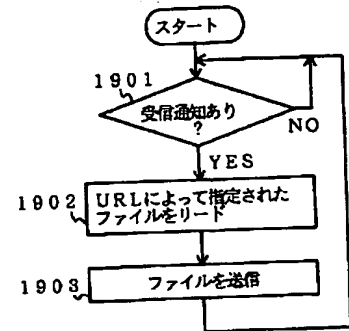 スタート
1901
受信通知あり
?
NO
YES
1902
URLによって指定された
ファイルをリード
1903
ファイルを送信